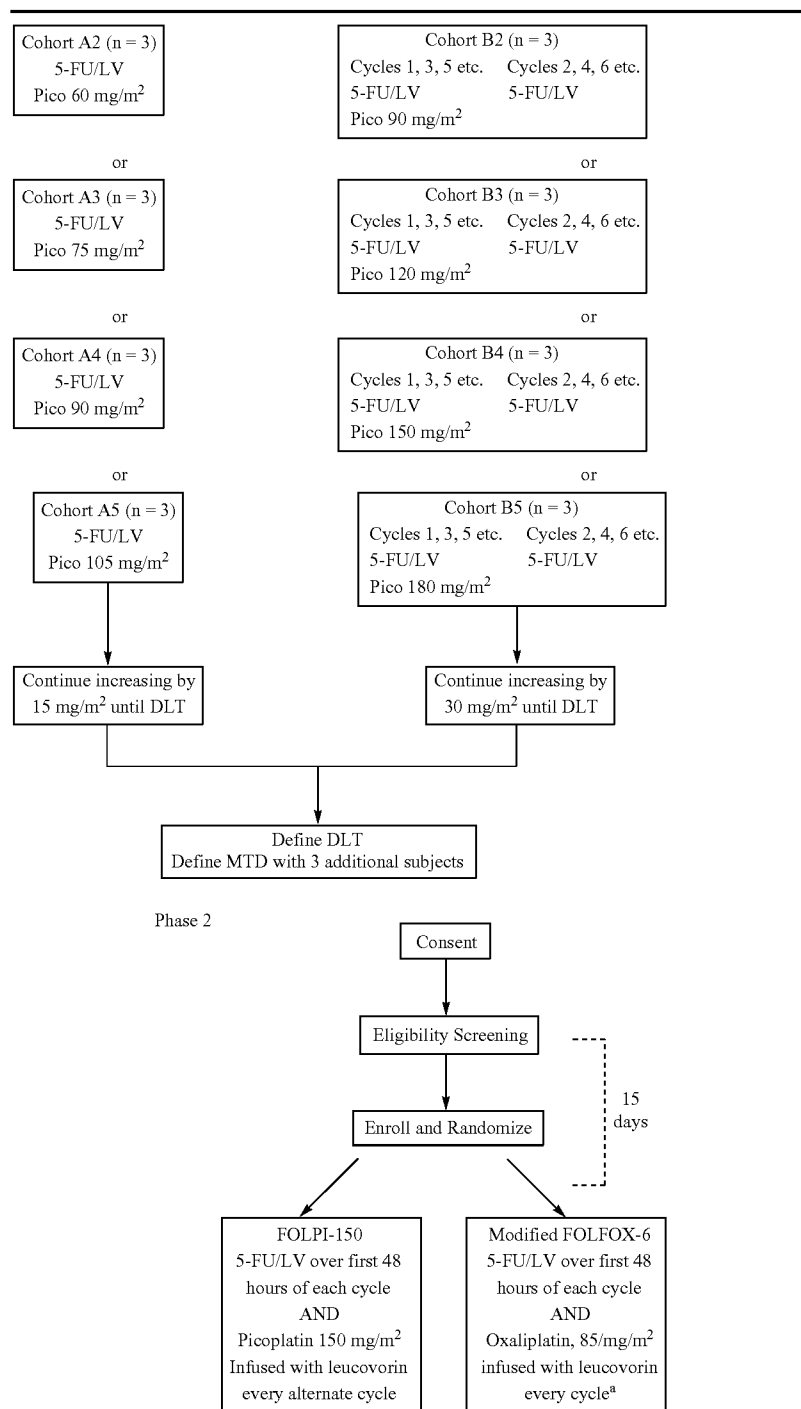 Cohort A2 (n = 3)
5-FU/LV
Pico 60 mg/m²
Cohort B2 (n = 3)
Cycles 1, 3, 5 etc. Cycles 2, 4, 6 etc.
5-FU/LV 5-FU/LV
Pico 90 mg/m²
or
or
Cohort A3 (n = 3)
5-FU/LV
Pico 75 mg/m²
Cohort B3 (n = 3)
Cycles 1, 3, 5 etc. Cycles 2, 4, 6 etc.
5-FU/LV 5-FU/LV
Pico 120 mg/m²
or
or
Cohort A4 (n = 3)
5-FU/LV
Pico 90 mg/m²
Cohort B4 (n = 3)
Cycles 1, 3, 5 etc. Cycles 2, 4, 6 etc.
5-FU/LV 5-FU/LV
Pico 150 mg/m²
or
or
Cohort A5 (n = 3)
5-FU/LV
Pico 105 mg/m²
Cohort B5 (n = 3)
Cycles 1, 3, 5 etc. Cycles 2, 4, 6 etc.
5-FU/LV 5-FU/LV
Pico 180 mg/m²
Continue increasing by
15 mg/m² until DLT
Continue increasing by
30 mg/m² until DLT
Define DLT
Define MTD with 3 additional subjects
Phase 2
Consent
Eligibility Screening
15
days
Enroll and Randomize
FOLPI-150
5-FU/LV over first 48
hours of each cycle
AND
Picoplatin 150 mg/m²
Infused with leucovorin
every alternate cycle
Modified FOLFOX-6
5-FU/LV over first 48
hours of each cycle
AND
Oxaliplatin, 85/mg/m²
infused with leucovorin
every cycleᵃ